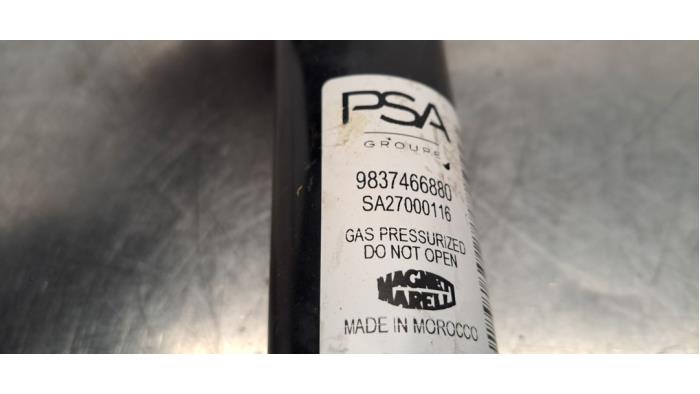 PSA
GROUPE
9837466880
SA27000116
GAS PRESSURIZED
DO NOT OPEN
MAGNETI
MARELLI
MADE IN MOROCCO